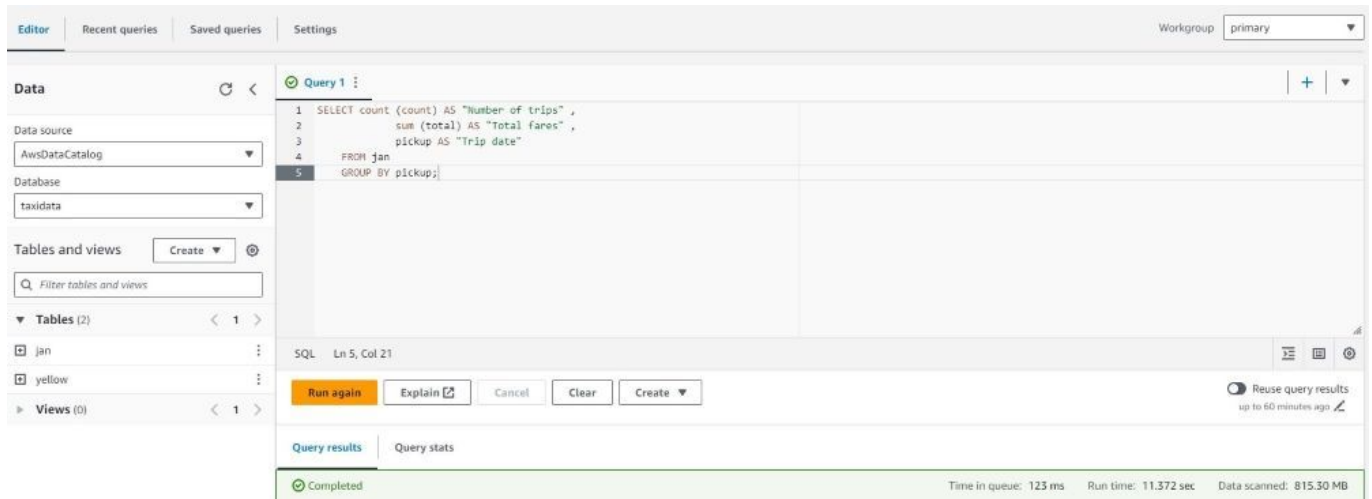 Editor Recent queries Saved queries Settings Workgroup primary
Data
Data source
AwsDataCatalog
Database
taxidata
Tables and views Create
Filter tables and views
Tables (2) 1
jan
yellow
Views (0) 1
Query 1
1 SELECT count (count) AS "Number of trips" ,
2 sum (total) AS "Total fares" ,
3 pickup AS "Trip date"
4 FROM jan
5 GROUP BY pickup;
SQL Ln 5, Col 21
Run again Explain Cancel Clear Create
Reuse query results
up to 60 minutes ago
Query results Query stats
Completed Time in queue: 123 ms Run time: 11.372 sec Data scanned: 815.30 MB